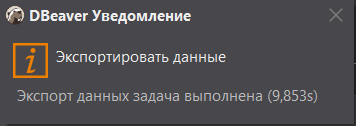 DBeaver Уведомление
Экспортировать данные
Экспорт данных задача выполнена (9,853s)